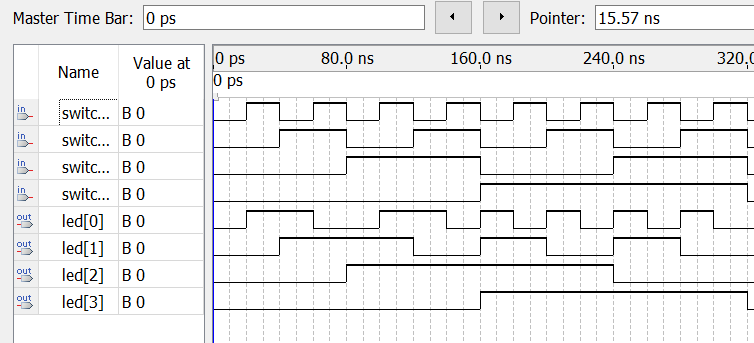 Master Time Bar: 0 ps Pointer: 15.57 ns
Name Value at 0 ps
0 ps 80.0 ns 160.0 ns 240.0 ns 320.
0 ps
in switc... B 0
in switc... B 0
in switc... B 0
in switc... B 0
out led[0] B 0
out led[1] B 0
out led[2] B 0
out led[3] B 0